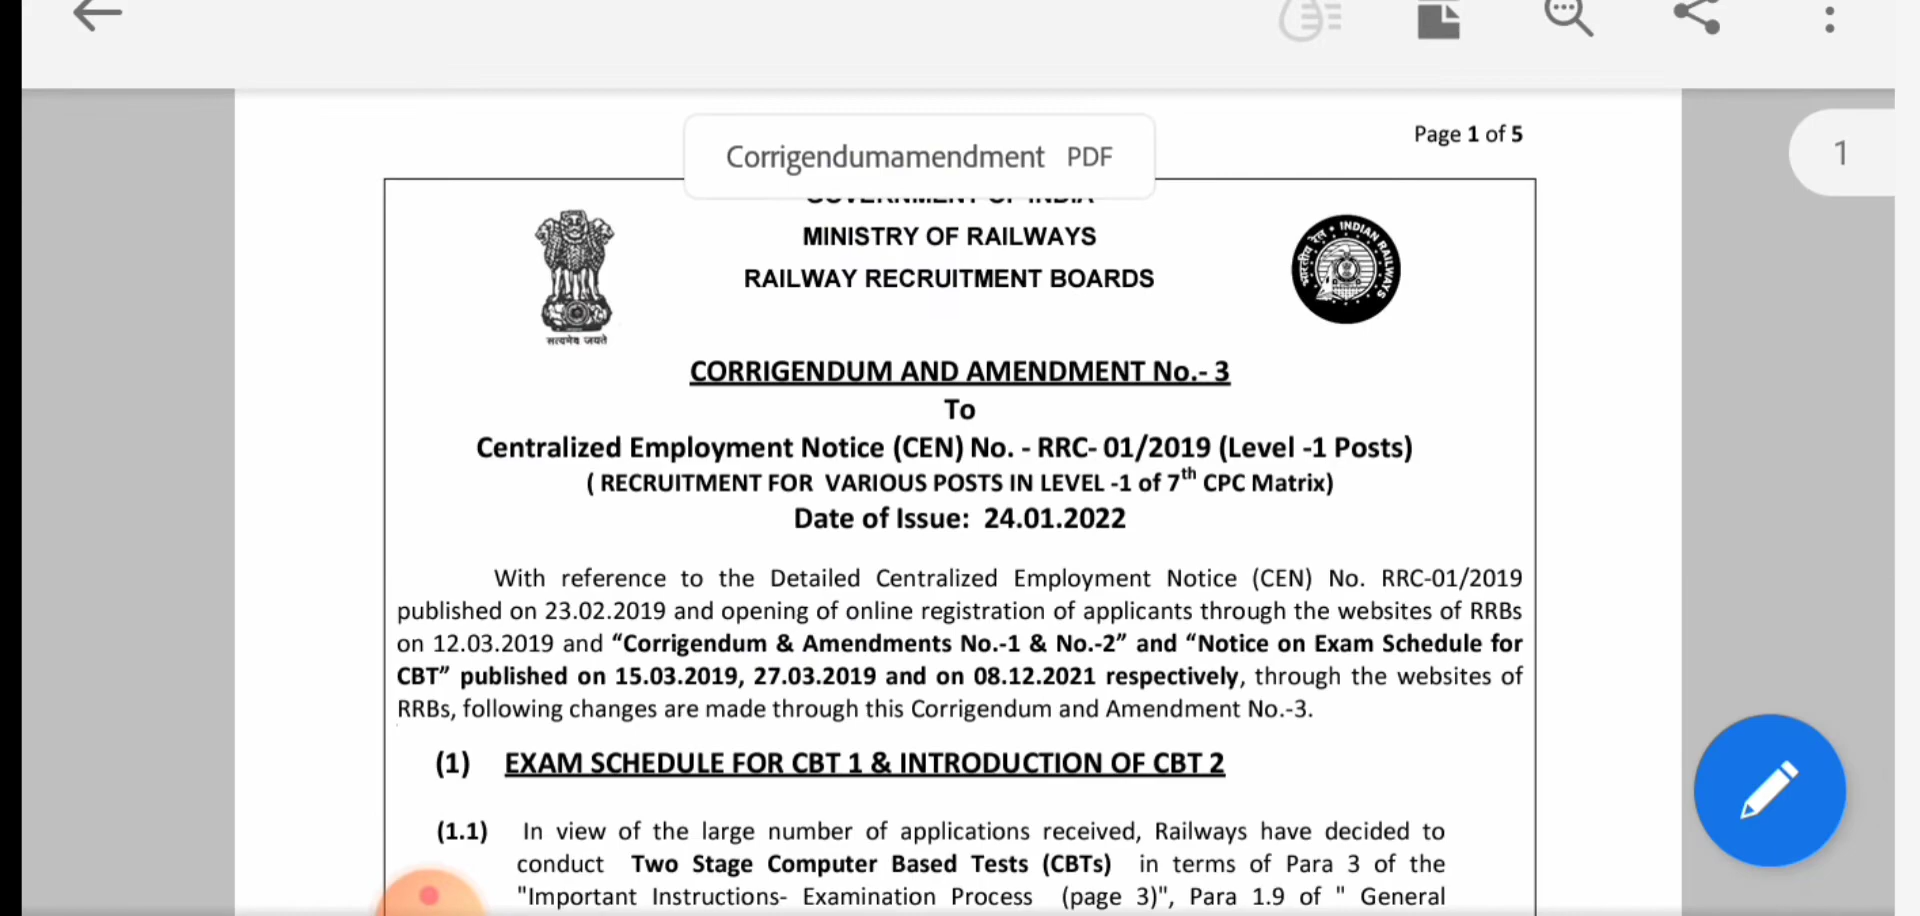 Corrigendumamendment PDF
Page 1 of 5
1
GOVERNMENT OF INDIA
MINISTRY OF RAILWAYS
RAILWAY RECRUITMENT BOARDS
सत्यमेव जयते
भारतीय रेल • INDIAN RAILWAYS
CORRIGENDUM AND AMENDMENT No.- 3
To
Centralized Employment Notice (CEN) No. - RRC- 01/2019 (Level -1 Posts)
( RECRUITMENT FOR VARIOUS POSTS IN LEVEL -1 of 7th CPC Matrix)
Date of Issue: 24.01.2022
With reference to the Detailed Centralized Employment Notice (CEN) No. RRC-01/2019
published on 23.02.2019 and opening of online registration of applicants through the websites of RRBs
on 12.03.2019 and “Corrigendum & Amendments No.-1 & No.-2” and “Notice on Exam Schedule for
CBT” published on 15.03.2019, 27.03.2019 and on 08.12.2021 respectively, through the websites of
RRBs, following changes are made through this Corrigendum and Amendment No.-3.
(1) EXAM SCHEDULE FOR CBT 1 & INTRODUCTION OF CBT 2
(1.1) In view of the large number of applications received, Railways have decided to
conduct Two Stage Computer Based Tests (CBTs) in terms of Para 3 of the
"Important Instructions- Examination Process (page 3)", Para 1.9 of " General